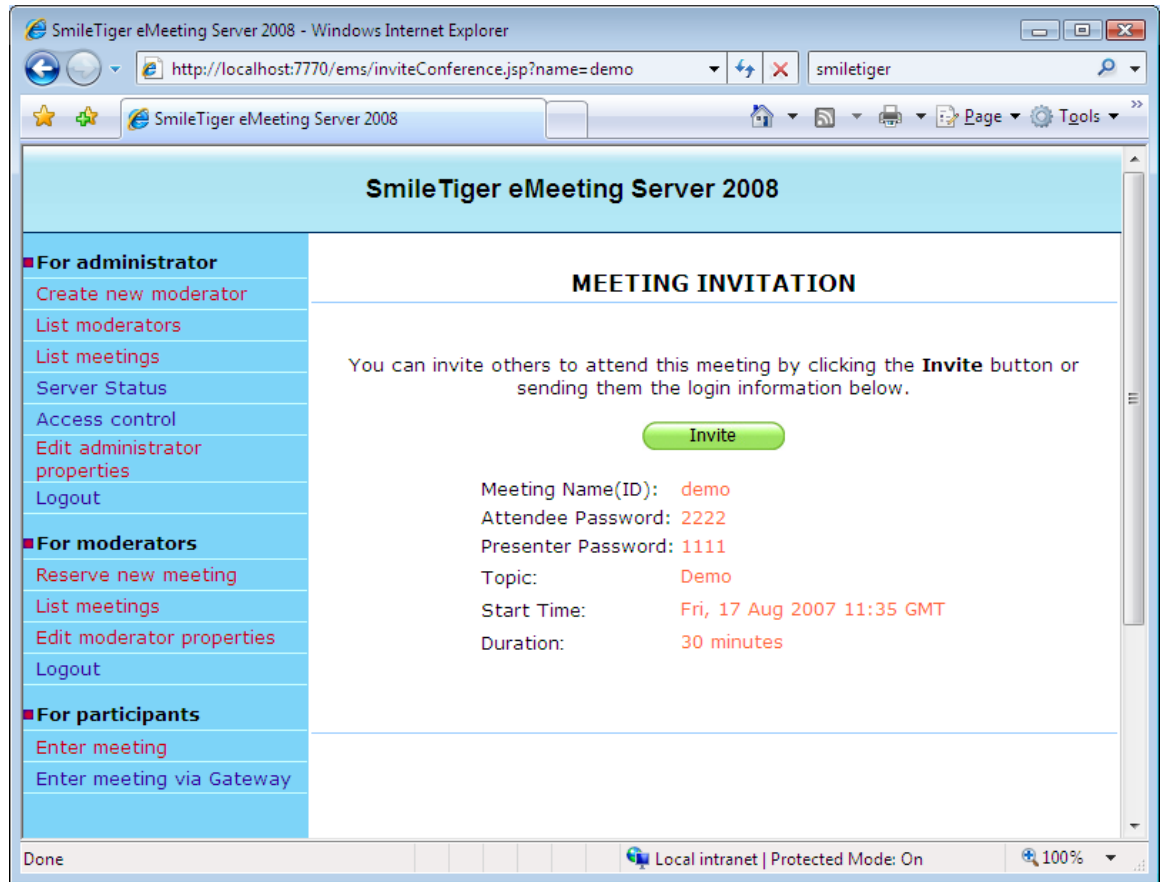 SmileTiger eMeeting Server 2008 - Windows Internet Explorer
http://localhost:7770/ems/inviteConference.jsp?name=demo
smiletiger
SmileTiger eMeeting Server 2008
Page
Tools
»
SmileTiger eMeeting Server 2008
For administrator
Create new moderator
List moderators
List meetings
Server Status
Access control
Edit administrator
properties
Logout
For moderators
Reserve new meeting
List meetings
Edit moderator properties
Logout
For participants
Enter meeting
Enter meeting via Gateway
MEETING INVITATION
You can invite others to attend this meeting by clicking the Invite button or
sending them the login information below.
Invite
Meeting Name(ID): demo
Attendee Password: 2222
Presenter Password: 1111
Topic: Demo
Start Time: Fri, 17 Aug 2007 11:35 GMT
Duration: 30 minutes
Done
Local intranet | Protected Mode: On
100%